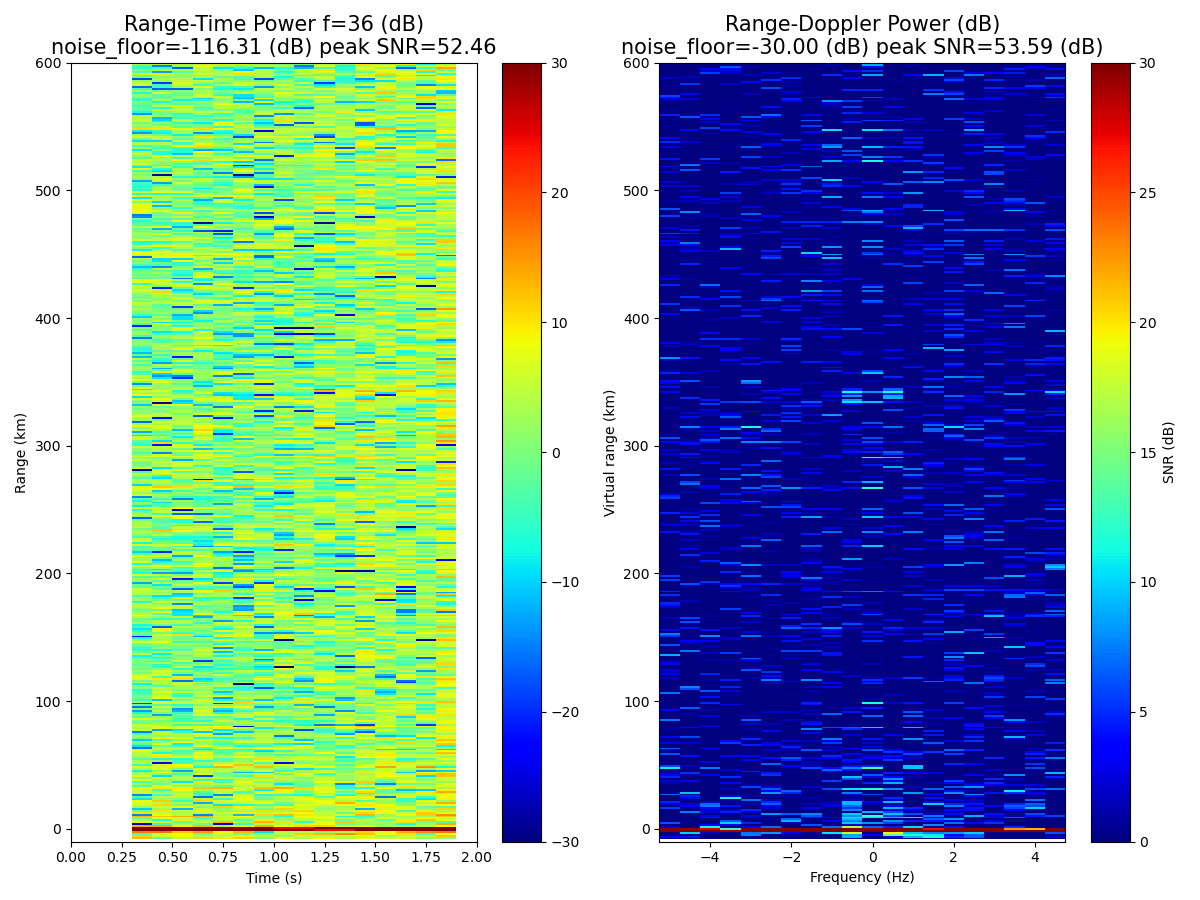 Range-Time Power f=36 (dB)
noise_floor=-116.31 (dB) peak SNR=52.46
600
500
400
300
200
100
0
Range (km)
0.00 0.25 0.50 0.75 1.00 1.25 1.50 1.75 2.00
Time (s)
30
20
10
0
−10
−20
−30
Range-Doppler Power (dB)
noise_floor=-30.00 (dB) peak SNR=53.59 (dB)
600
500
400
300
200
100
0
Virtual range (km)
−4 −2 0 2 4
Frequency (Hz)
30
25
20
15
10
5
0
SNR (dB)